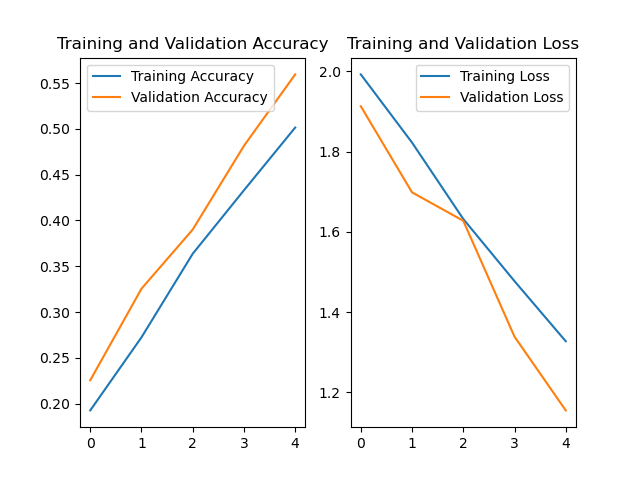 Training and Validation Accuracy
Training Accuracy
Validation Accuracy
0.55
0.50
0.45
0.40
0.35
0.30
0.25
0.20
0 1 2 3 4
Training and Validation Loss
Training Loss
Validation Loss
2.0
1.8
1.6
1.4
1.2
0 1 2 3 4